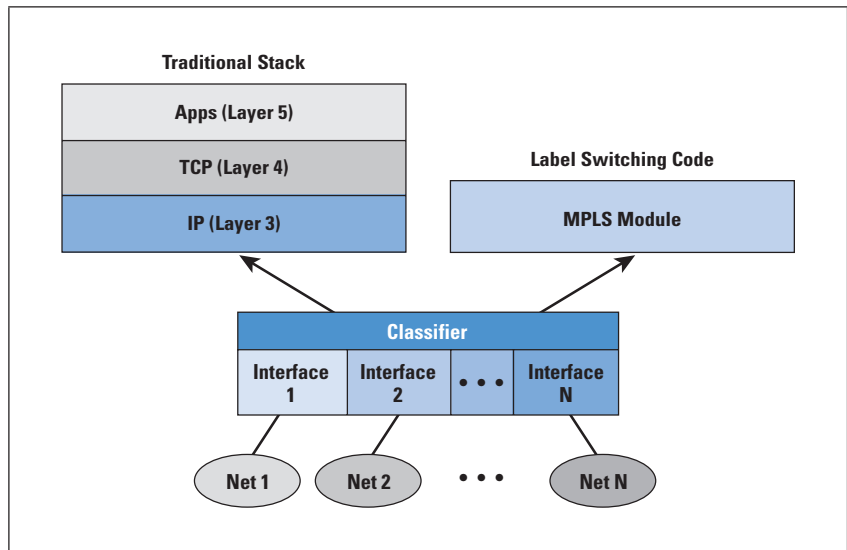 Traditional Stack
Apps (Layer 5)
TCP (Layer 4)
IP (Layer 3)
Label Switching Code
MPLS Module
Classifier
Interface
1
Interface
2
• • •
Interface
N
Net 1
Net 2
• • •
Net N